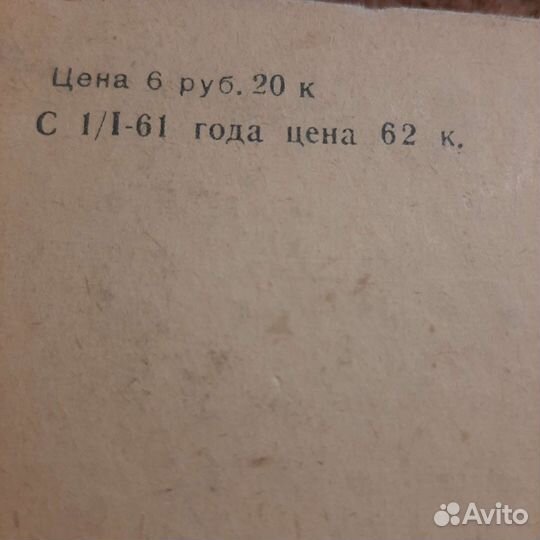 Цена 6 руб. 20 к
С 1/I-61 года цена 62 к.
Avito